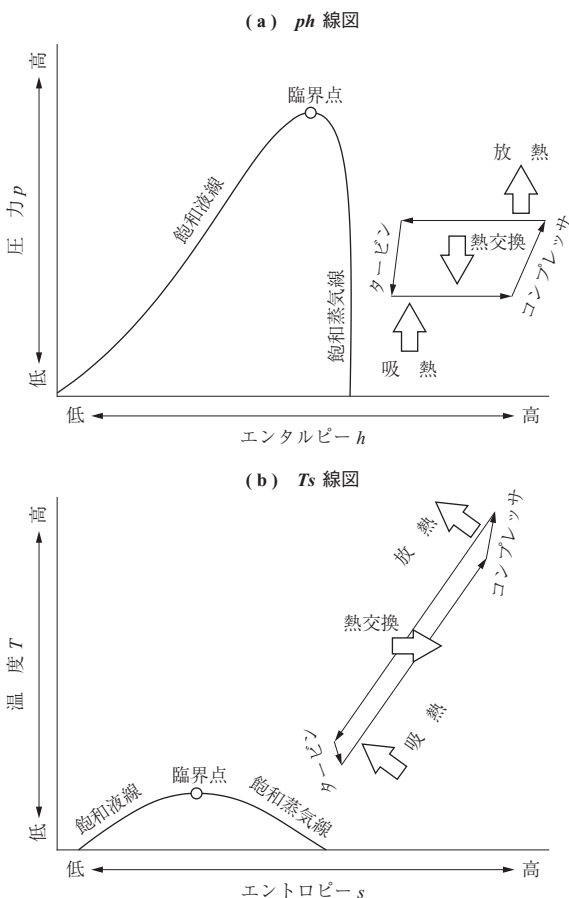 (a) ph 線図
高
圧 力 p
低
臨界点
飽和液線
飽和蒸気線
放 熱
タービン
熱交換
コンプレッサ
吸 熱
低
高
エンタルピー h
(b) Ts 線図
高
温 度 T
低
放 熱
コンプレッサ
熱交換
タービン
吸 熱
臨界点
飽和液線
飽和蒸気線
低
高
エントロピー s